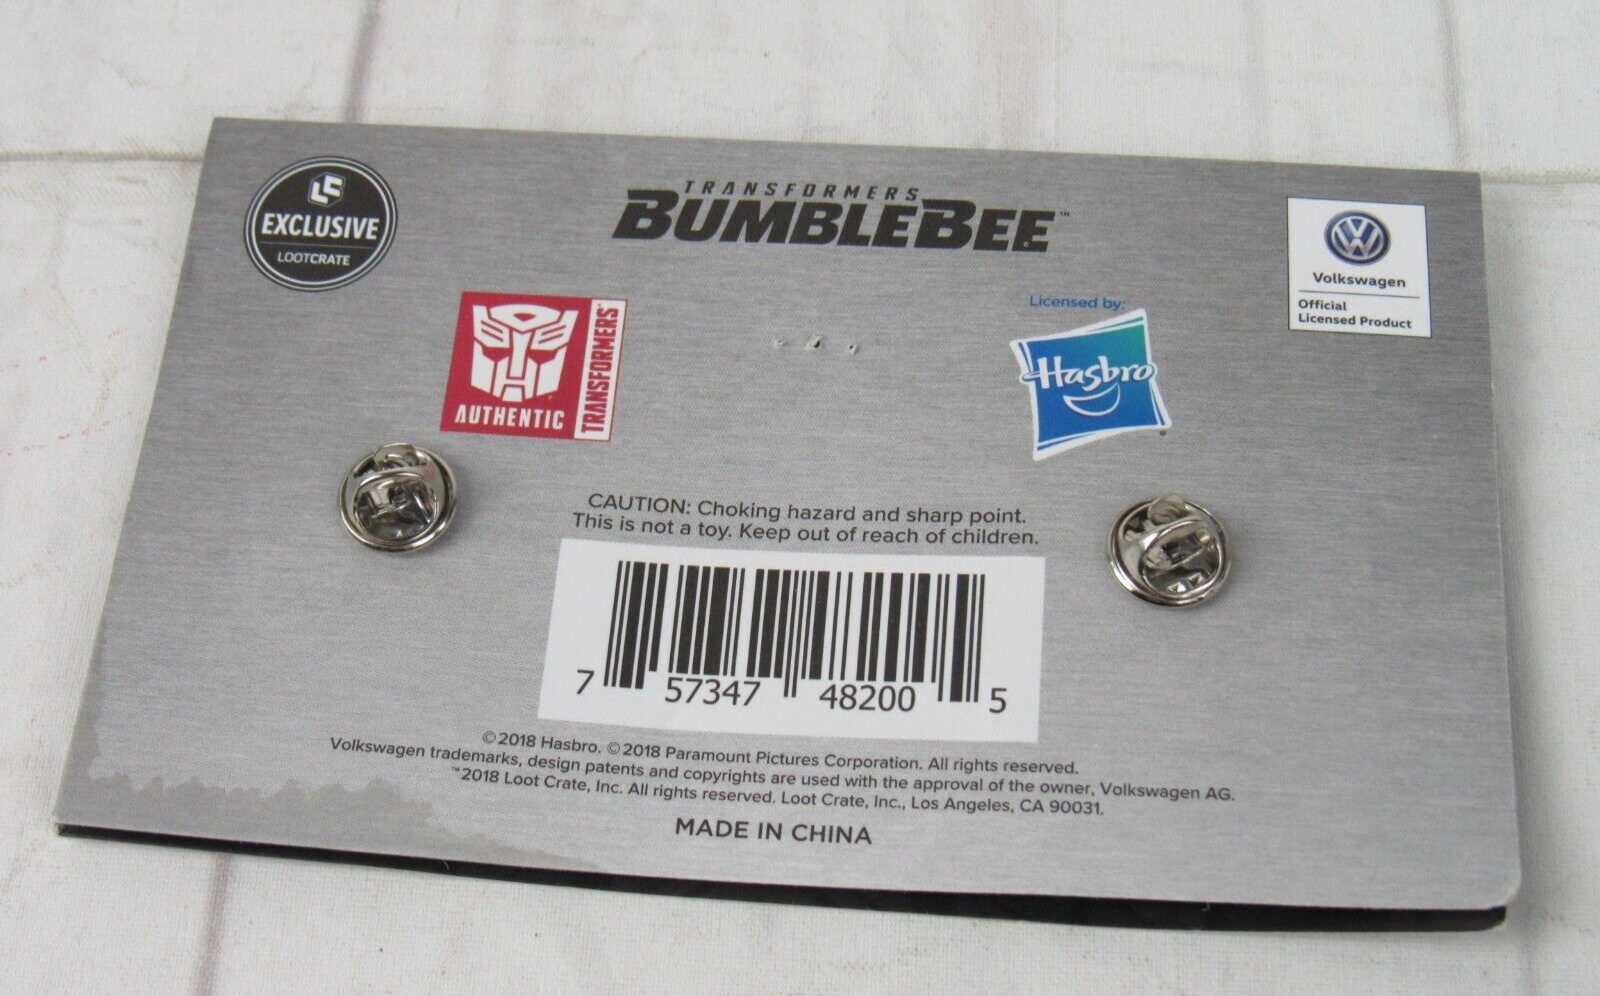 LC
EXCLUSIVE
LOOTCRATE
TRANSFORMERS
BUMBLEBEE™
Volkswagen
Official
Licensed Product
AUTHENTIC
TRANSFORMERS
Licensed by:
Hasbro
®
CAUTION: Choking hazard and sharp point.
This is not a toy. Keep out of reach of children.
7 57347 48200 5
©2018 Hasbro. ©2018 Paramount Pictures Corporation. All rights reserved.
Volkswagen trademarks, design patents and copyrights are used with the approval of the owner, Volkswagen AG.
™2018 Loot Crate, Inc. All rights reserved. Loot Crate, Inc., Los Angeles, CA 90031.
MADE IN CHINA